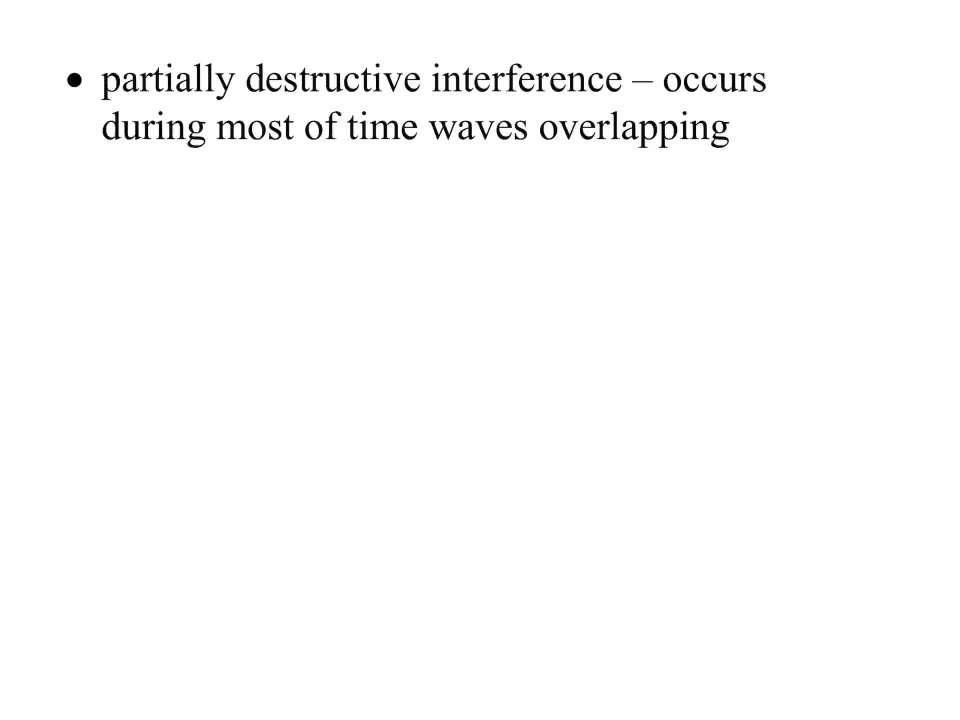 • partially destructive interference – occurs
during most of time waves overlapping